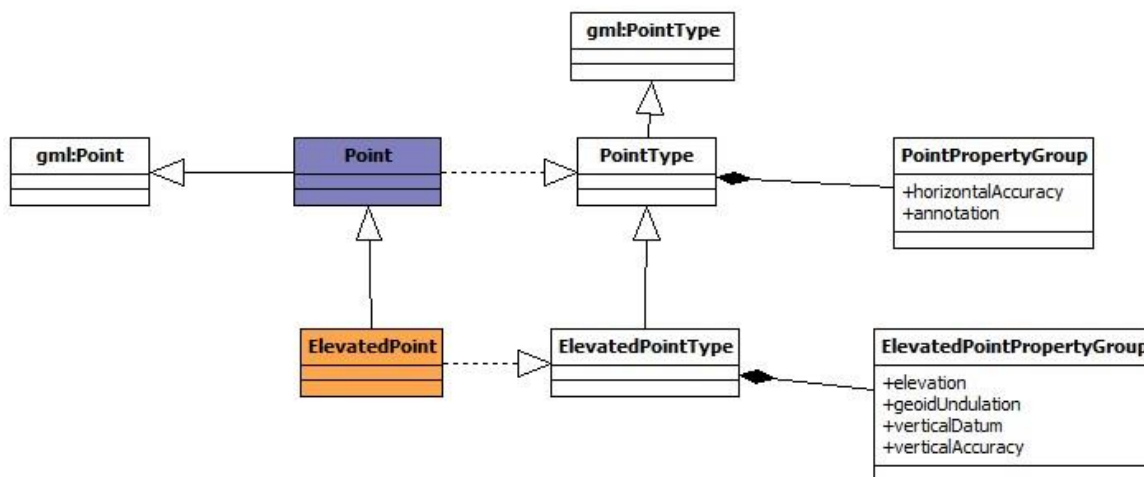 gml:PointType
gml:Point
Point
PointType
PointPropertyGroup
+horizontalAccuracy
+annotation
ElevatedPoint
ElevatedPointType
ElevatedPointPropertyGroup
+elevation
+geoidUndulation
+verticalDatum
+verticalAccuracy